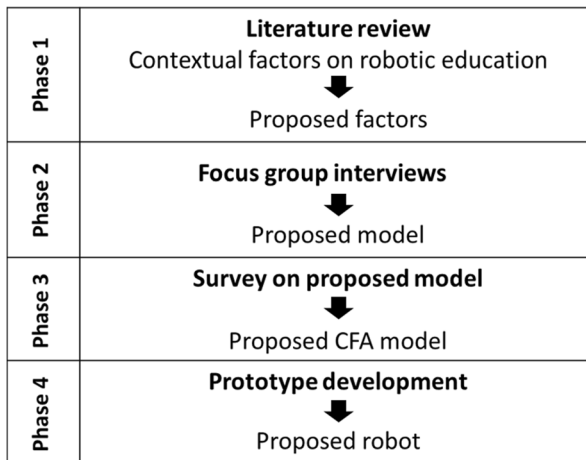 Phase 1
Literature review
Contextual factors on robotic education
Proposed factors
Phase 2
Focus group interviews
Proposed model
Phase 3
Survey on proposed model
Proposed CFA model
Phase 4
Prototype development
Proposed robot